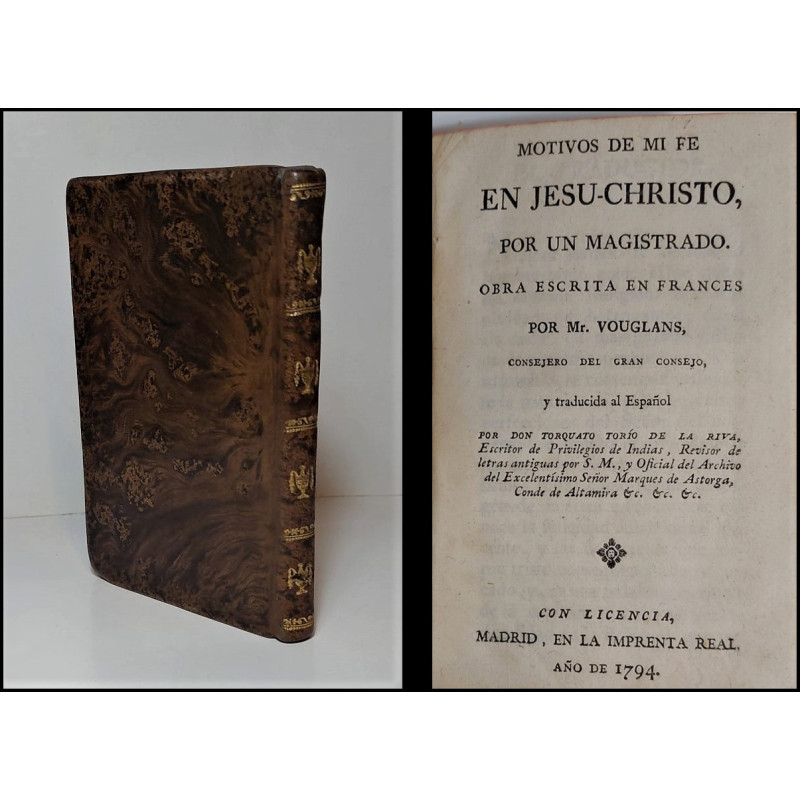 MOTIVOS DE MI FE
EN JESU-CHRISTO,
POR UN MAGISTRADO.
OBRA ESCRITA EN FRANCES
POR Mr. VOUGLANS,
CONSEJERO DEL GRAN CONSEJO,
y traducida al Español
POR DON TORQUATO TORÍO DE LA RIVA,
Escritor de Privilegios de Indias, Revisor de
letras antiguas por S. M., y Oficial del Archivo
del Excelentísimo Señor Marques de Astorga,
Conde de Altamira &c. &c. &c.
CON LICENCIA,
MADRID, EN LA IMPRENTA REAL,
AÑO DE 1794.